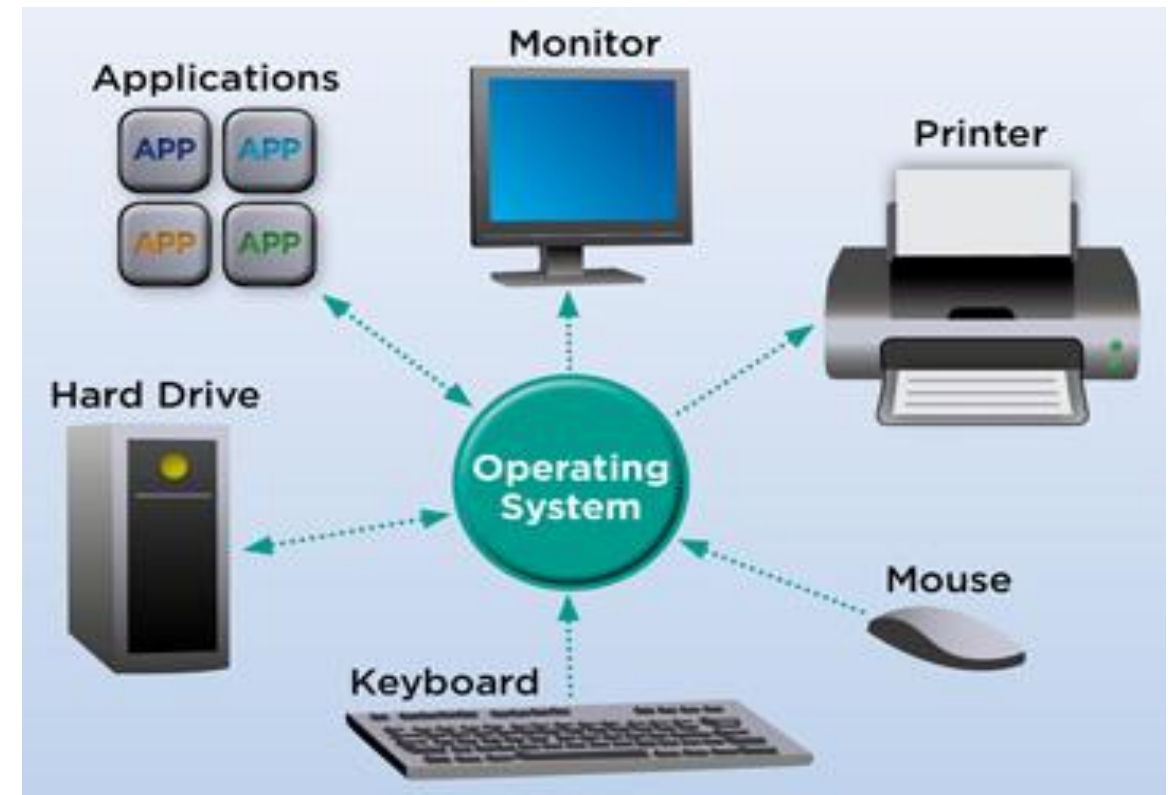 Monitor
Applications
APP APP
APP APP
Printer
Hard Drive
Operating
System
Mouse
Keyboard